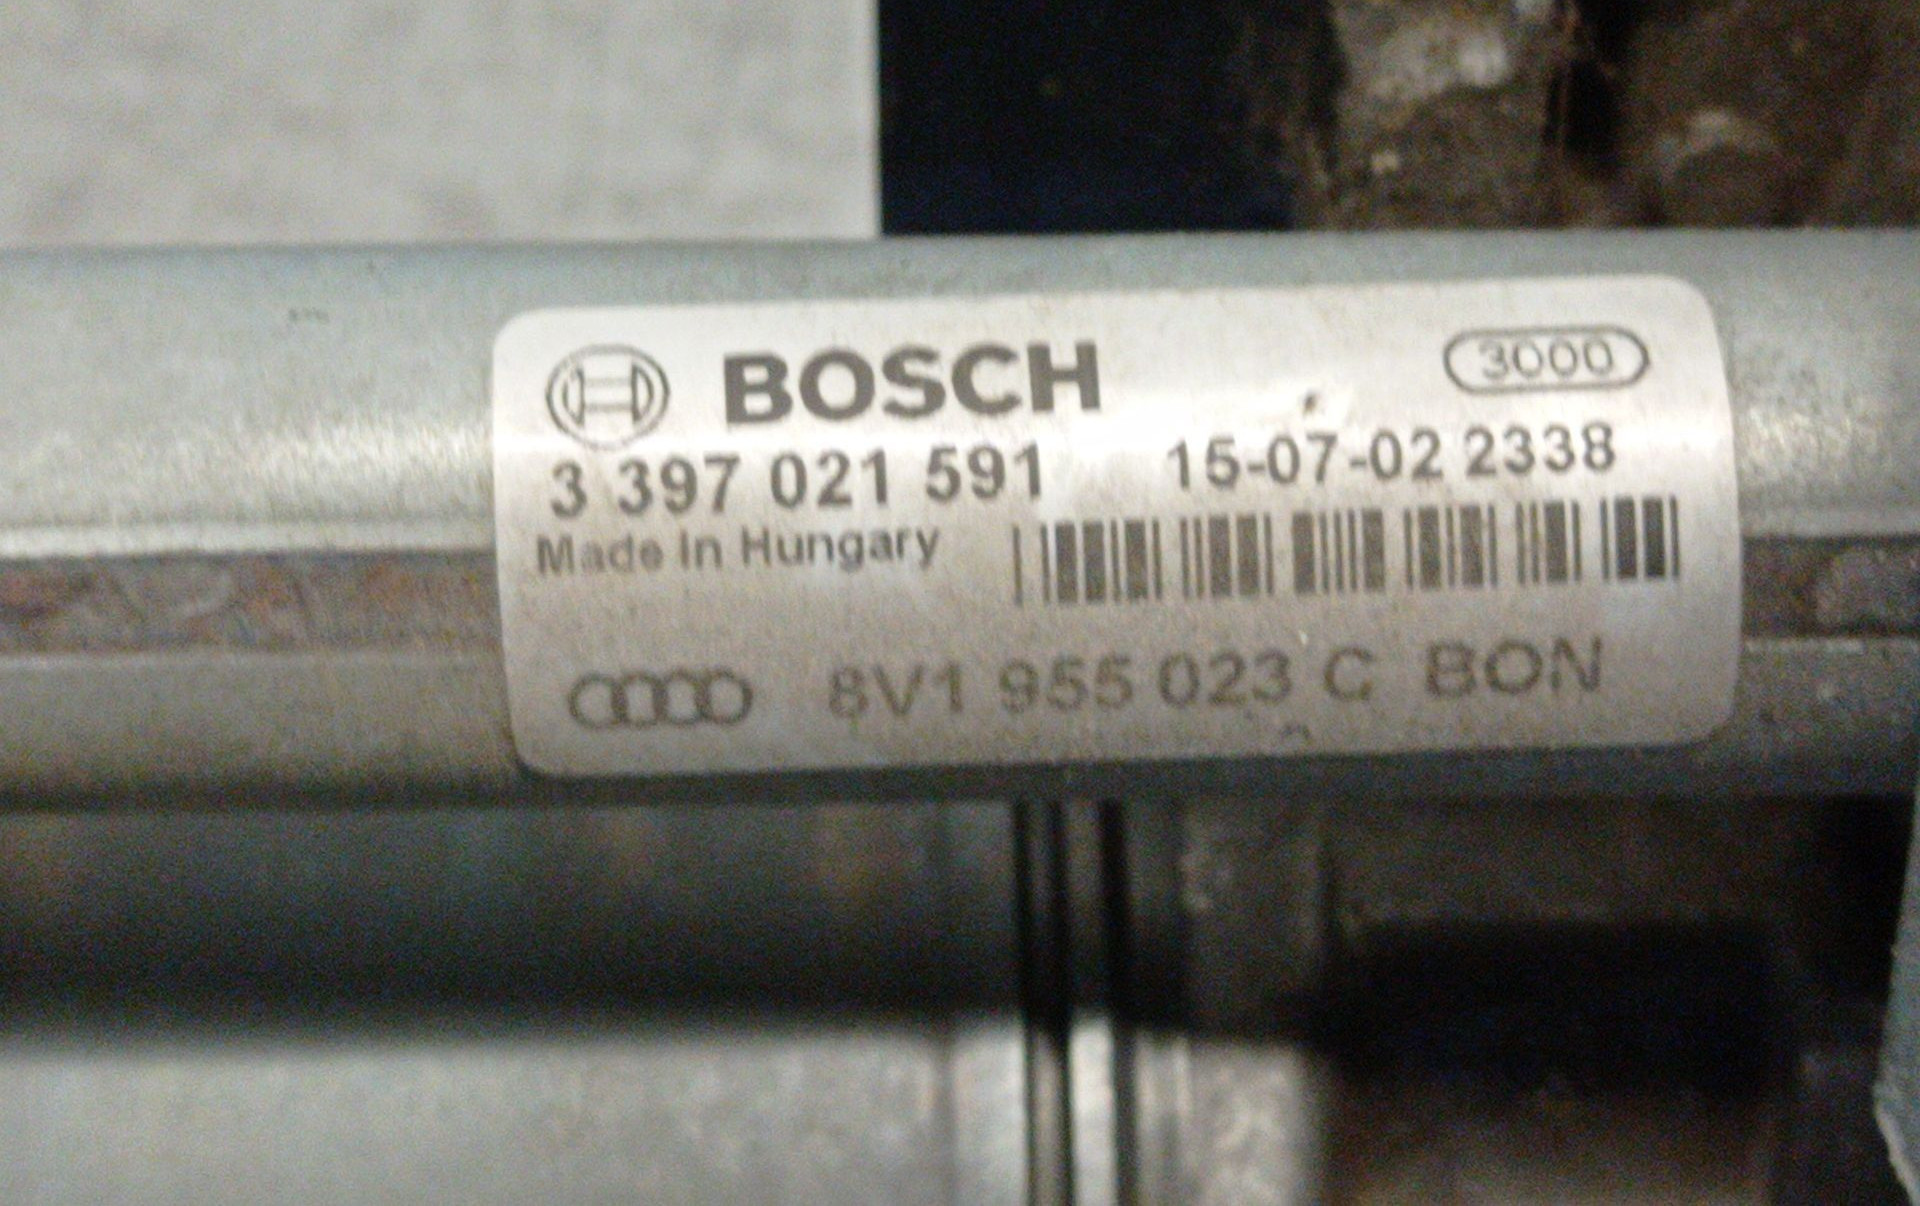 BOSCH 3000
3 397 021 591 15-07-02 2338
Made In Hungary
8V1 955 023 C BON